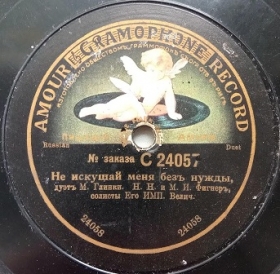 AMOUR GRAMOPHONE RECORD
Russian
Duet
№ заказа C 24057
Не искушай меня безъ нужды,
дуэтъ М. Глинки. Н. Н. и М. И. Фигнеръ,
солисты Его ИМП. Велич.
24058
24058